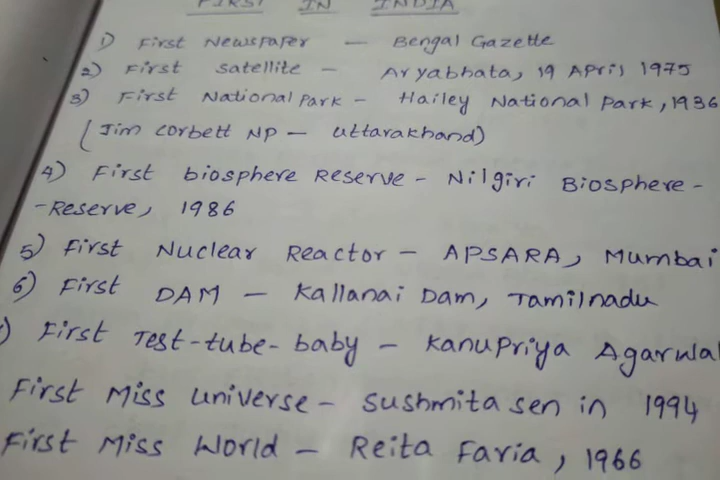 FIRST IN INDIA
1) First Newspaper — Bengal Gazette
2) First Satellite — Aryabhata, 19 April 1975
3) First National Park — Hailey National Park, 1936
(Jim Corbett NP — Uttarakhand)
4) First biosphere Reserve — Nilgiri Biosphere -
- Reserve, 1986
5) First Nuclear Reactor — APSARA, Mumbai
6) First DAM — Kallanai Dam, Tamilnadu
) First Test-tube-baby — Kanupriya Agarwal
First Miss Universe — Sushmita Sen in 1994
First Miss World — Reita Faria, 1966